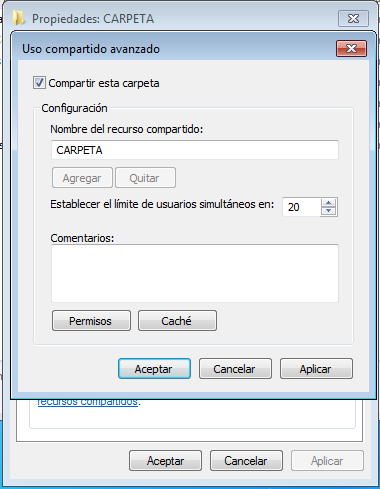 Propiedades: CARPETA
Uso compartido avanzado
Compartir esta carpeta
Configuración
Nombre del recurso compartido:
CARPETA
Agregar Quitar
Establecer el límite de usuarios simultáneos en: 20
Comentarios:
Permisos Caché
Aceptar Cancelar Aplicar
recursos compartidos.
Aceptar Cancelar Aplicar